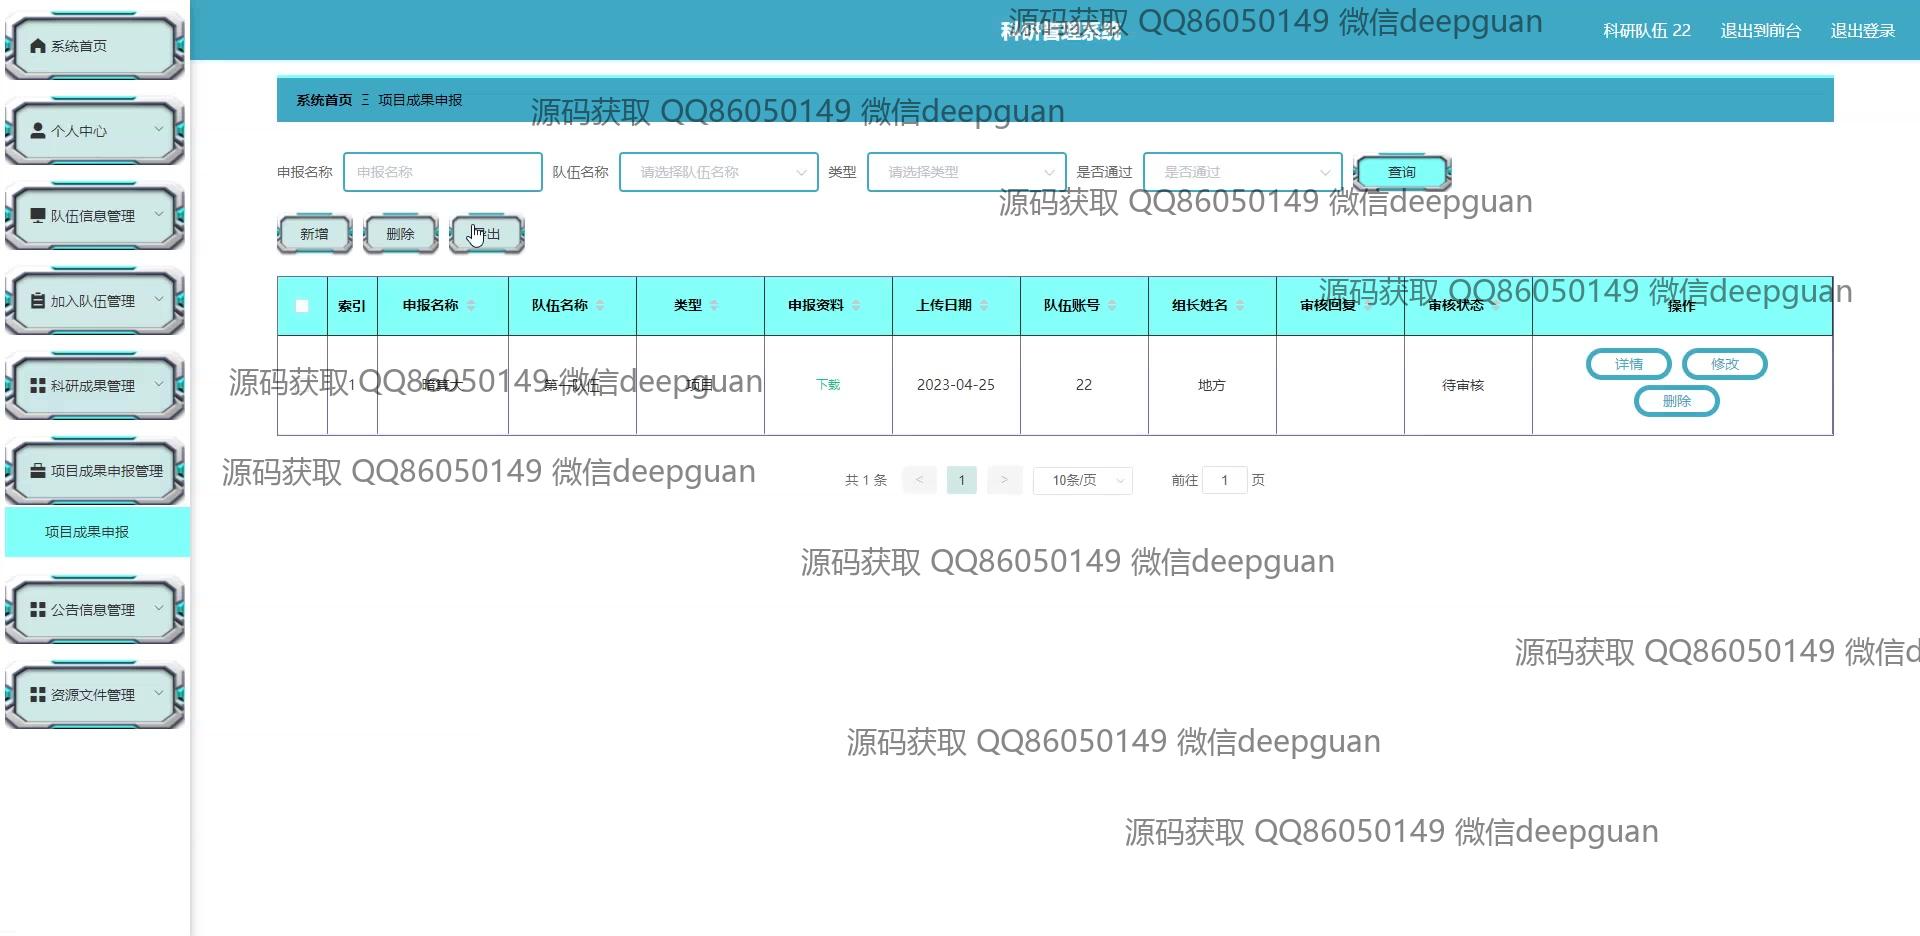 科研管理系统
科研队伍 22 退出到前台 退出登录
源码获取 QQ86050149 微信deepguan
系统首页
个人中心
队伍信息管理
加入队伍管理
科研成果管理
项目成果申报管理
项目成果申报
公告信息管理
资源文件管理
系统首页 Ξ 项目成果申报
源码获取 QQ86050149 微信deepguan
申报名称 申报名称 队伍名称 请选择队伍名称 类型 请选择类型 是否通过 是否通过 查询
源码获取 QQ86050149 微信deepguan
新增 删除 出
源码获取 QQ86050149 微信deepguan
索引 申报名称 队伍名称 类型 申报资料 上传日期 队伍账号 组长姓名 审核回复 审核状态 操作
源码获取 QQ86050149 微信deepguan
1 第一队伍 项目 下载 2023-04-25 22 地方 待审核 详情 修改
删除
源码获取 QQ86050149 微信deepguan
共 1 条 < 1 > 10条/页 前往 1 页
源码获取 QQ86050149 微信deepguan
源码获取 QQ86050149 微信d
源码获取 QQ86050149 微信deepguan
源码获取 QQ86050149 微信deepguan